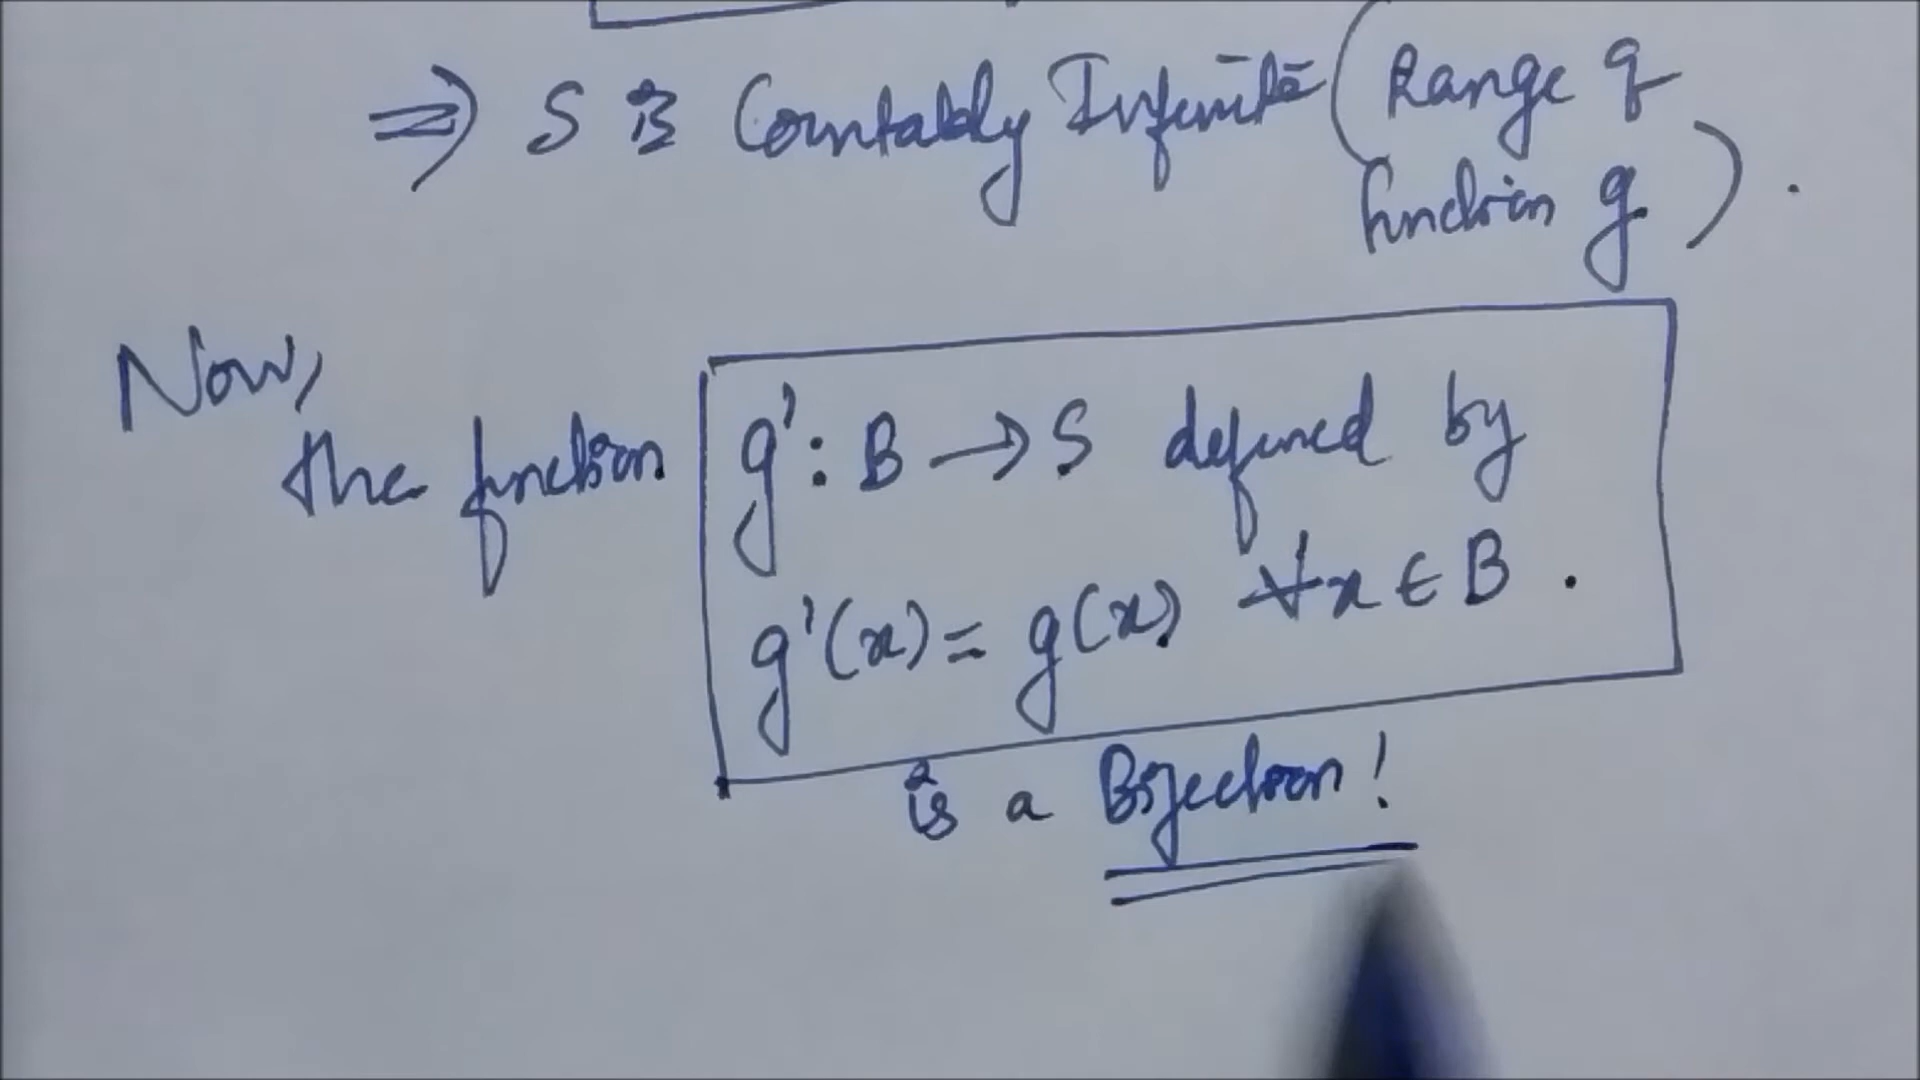 ⇒ S is Countably Infinite (Range of
function g).
Now,
the function g': B → S defined by
g'(x) = g(x) ∀x ∈ B.
is a Bijection!